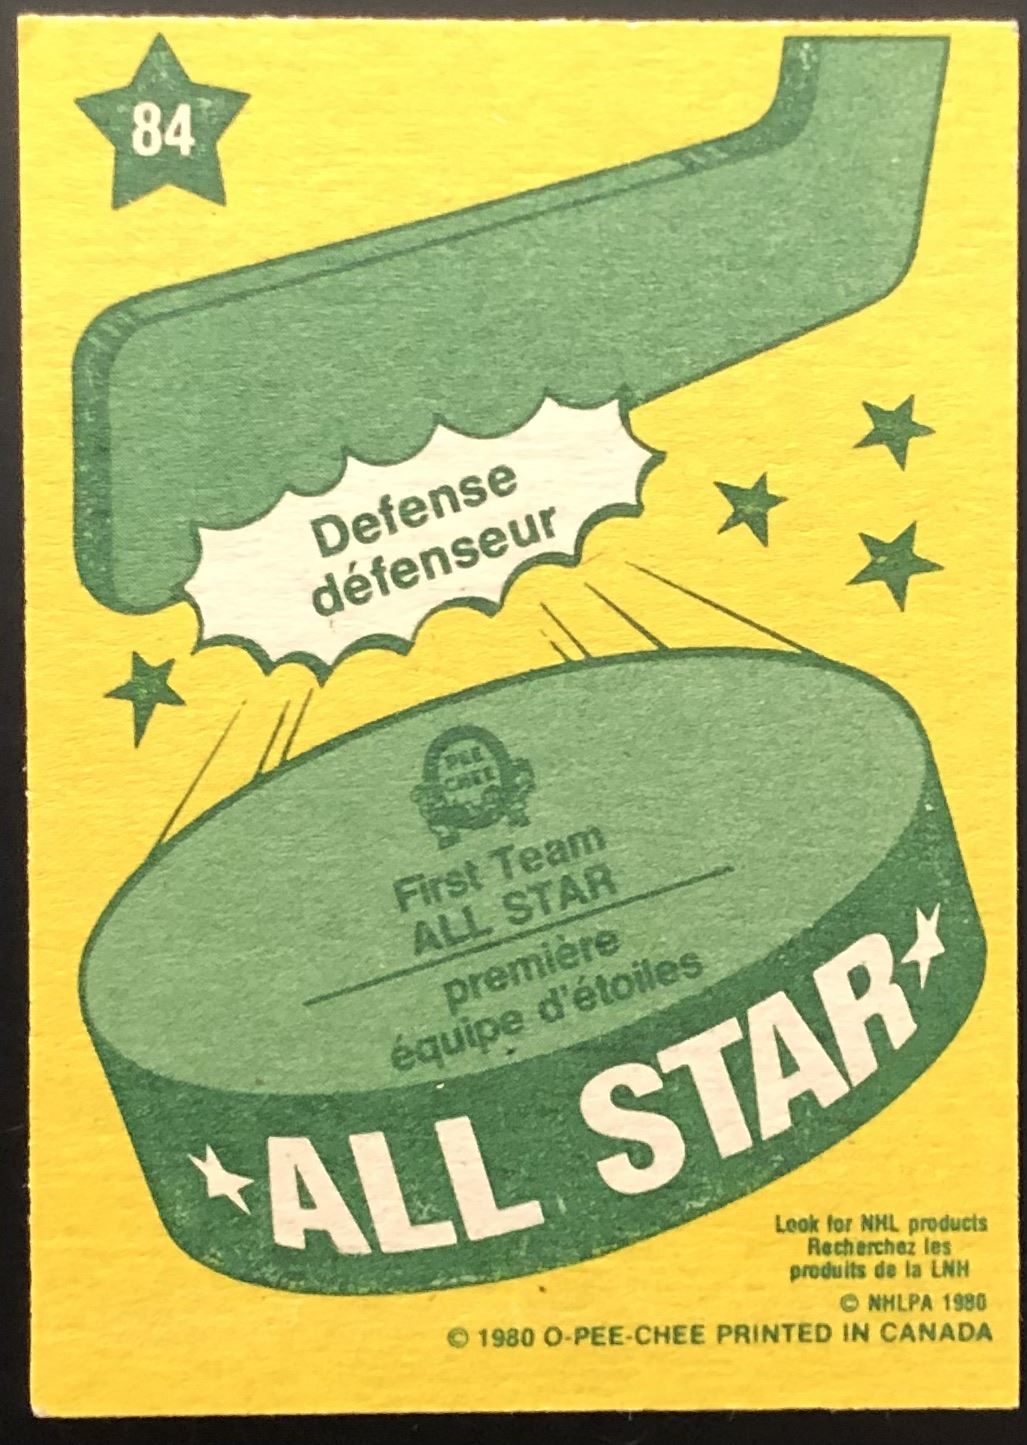 84
Defense
défenseur
PEE
CHEE
First Team
ALL STAR
première
équipe d'étoiles
ALL STAR
Look for NHL products
Recherchez les
produits de la LNH
© NHLPA 1980
© 1980 O-PEE-CHEE PRINTED IN CANADA